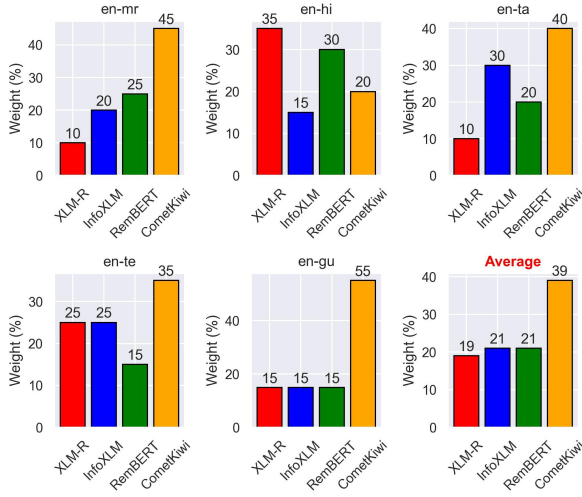 en-mr
Weight (%)
40
30
20
10
0
10
20
25
45
XLM-R
InfoXLM
RemBERT
CometKiwi
en-hi
Weight (%)
30
20
10
0
35
15
30
20
XLM-R
InfoXLM
RemBERT
CometKiwi
en-ta
Weight (%)
40
30
20
10
0
10
30
20
40
XLM-R
InfoXLM
RemBERT
CometKiwi
en-te
Weight (%)
30
20
10
0
25
25
15
35
XLM-R
InfoXLM
RemBERT
CometKiwi
en-gu
Weight (%)
40
20
0
15
15
15
55
XLM-R
InfoXLM
RemBERT
CometKiwi
Average
Weight (%)
40
30
20
10
0
19
21
21
39
XLM-R
InfoXLM
RemBERT
CometKiwi